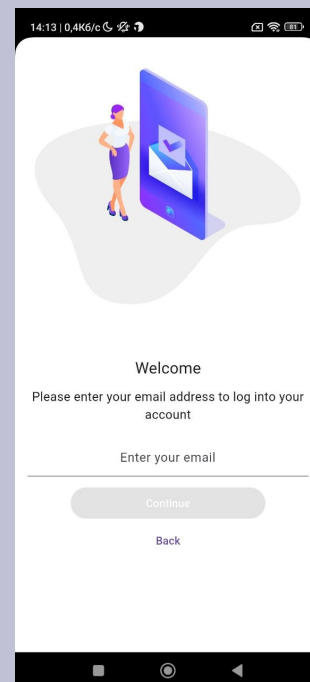 14:13 | 0,4Кб/с
81
Welcome
Please enter your email address to log into your
account
Enter your email
Continue
Back